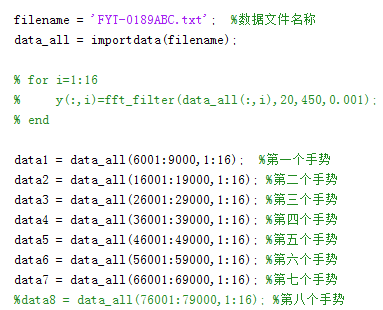 filename = 'FYT-0189ABC.txt';  %数据文件名称
data_all = importdata(filename);
% for i=1:16
%     y(:,i)=fft_filter(data_all(:,i),20,450,0.001);
% end
data1 = data_all(6001:9000,1:16);  %第一个手势
data2 = data_all(16001:19000,1:16); %第二个手势
data3 = data_all(26001:29000,1:16); %第三个手势
data4 = data_all(36001:39000,1:16); %第四个手势
data5 = data_all(46001:49000,1:16); %第五个手势
data6 = data_all(56001:59000,1:16); %第六个手势
data7 = data_all(66001:69000,1:16); %第七个手势
%data8 = data_all(76001:79000,1:16); %第八个手势